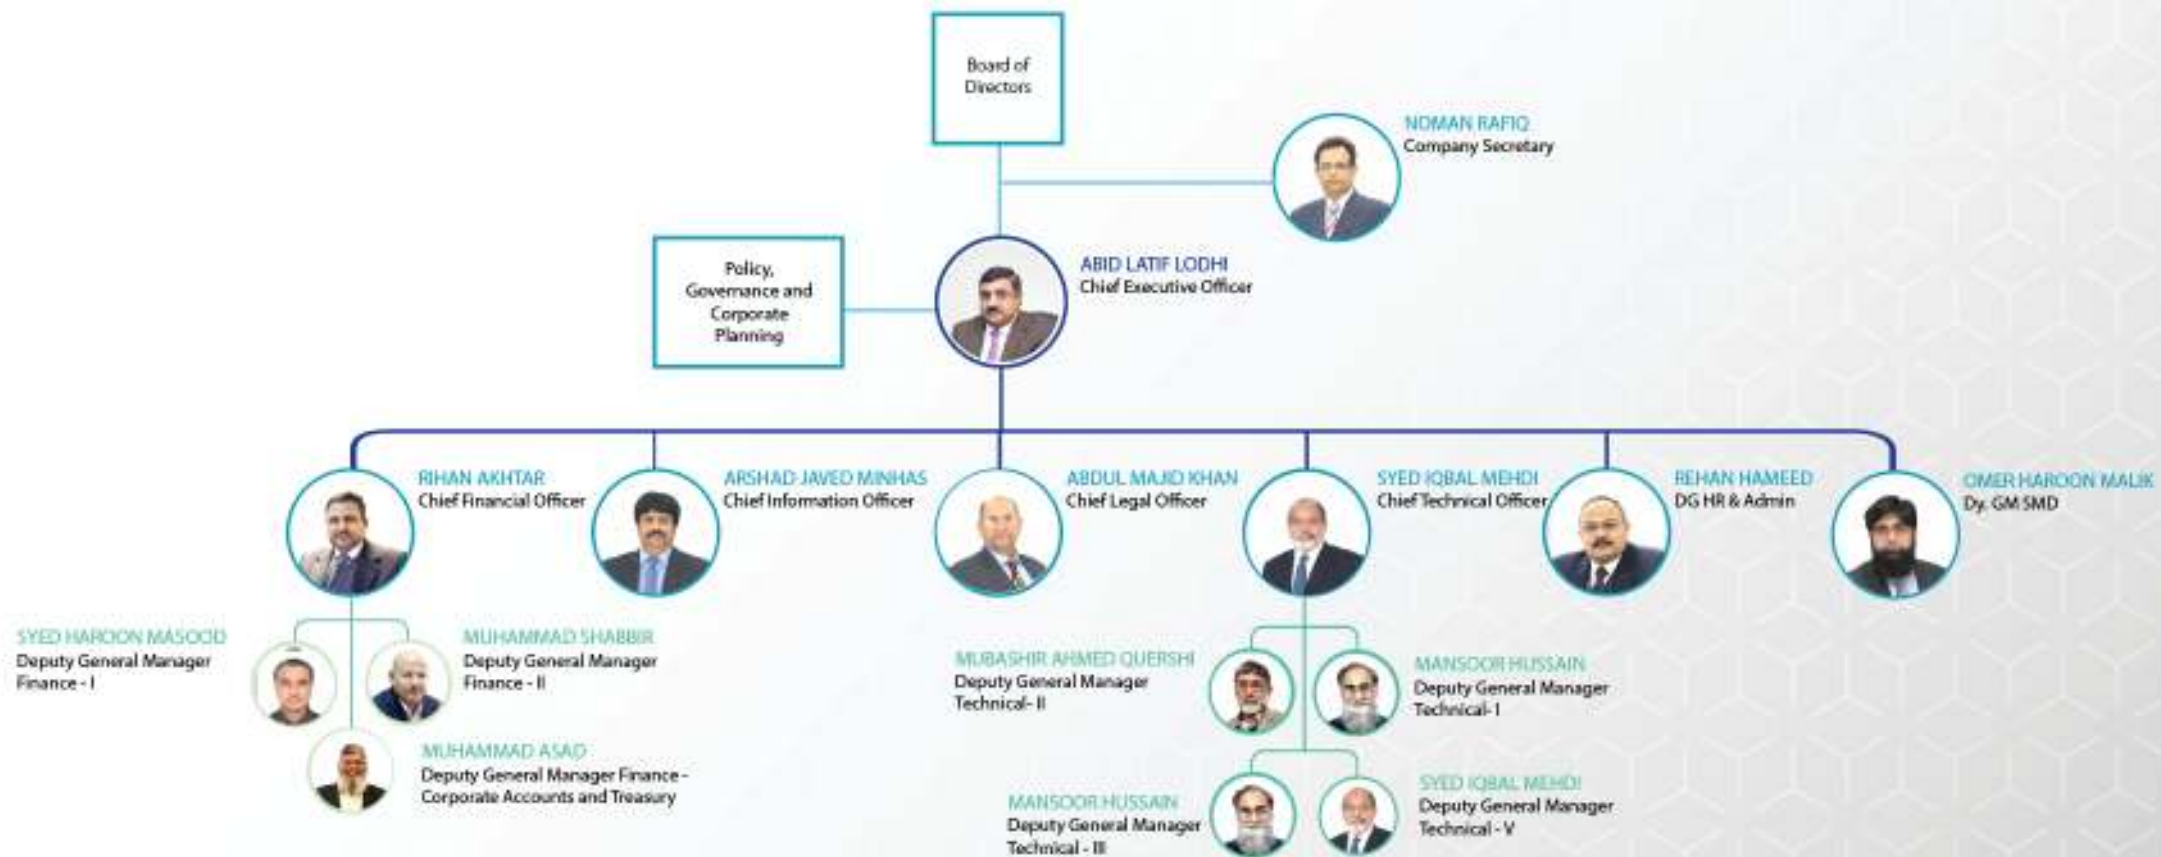 Board of
Directors
NOMAN RAFIQ
Company Secretary
Policy,
Governance and
Corporate
Planning
ABID LATIF LODHI
Chief Executive Officer
RIHAN AKHTAR
Chief Financial Officer
ARSHAD JAVED MINHAS
Chief Information Officer
ABDUL MAJID KHAN
Chief Legal Officer
SYED IQBAL MEHDI
Chief Technical Officer
REHAN HAMEED
DG HR & Admin
OMER HAROON MALIK
Dy. GM SMD
SYED HAROON MASOOD
Deputy General Manager
Finance - I
MUHAMMAD SHABBIR
Deputy General Manager
Finance - II
MUHAMMAD ASAD
Deputy General Manager Finance -
Corporate Accounts and Treasury
MUBASHIR AHMED QUERSHI
Deputy General Manager
Technical- II
MANSOOR HUSSAIN
Deputy General Manager
Technical- I
MANSOOR HUSSAIN
Deputy General Manager
Technical - III
SYED IQBAL MEHDI
Deputy General Manager
Technical - V